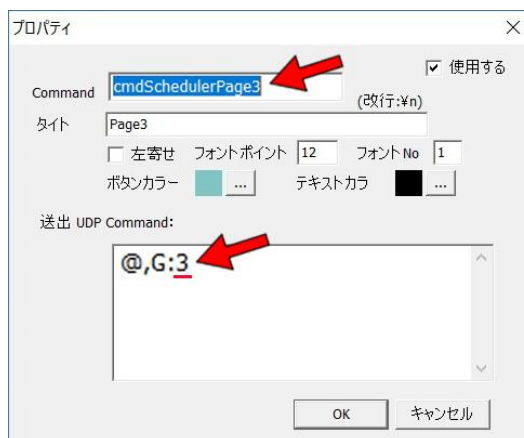 プロパティ
使用する
Command cmdSchedulerPage3 (改行:¥n)
タイト Page3
左寄せ フォントポイント 12 フォント No 1
ボタンカラー ... テキストカラ ...
送出 UDP Command:
@,G:3
OK キャンセル